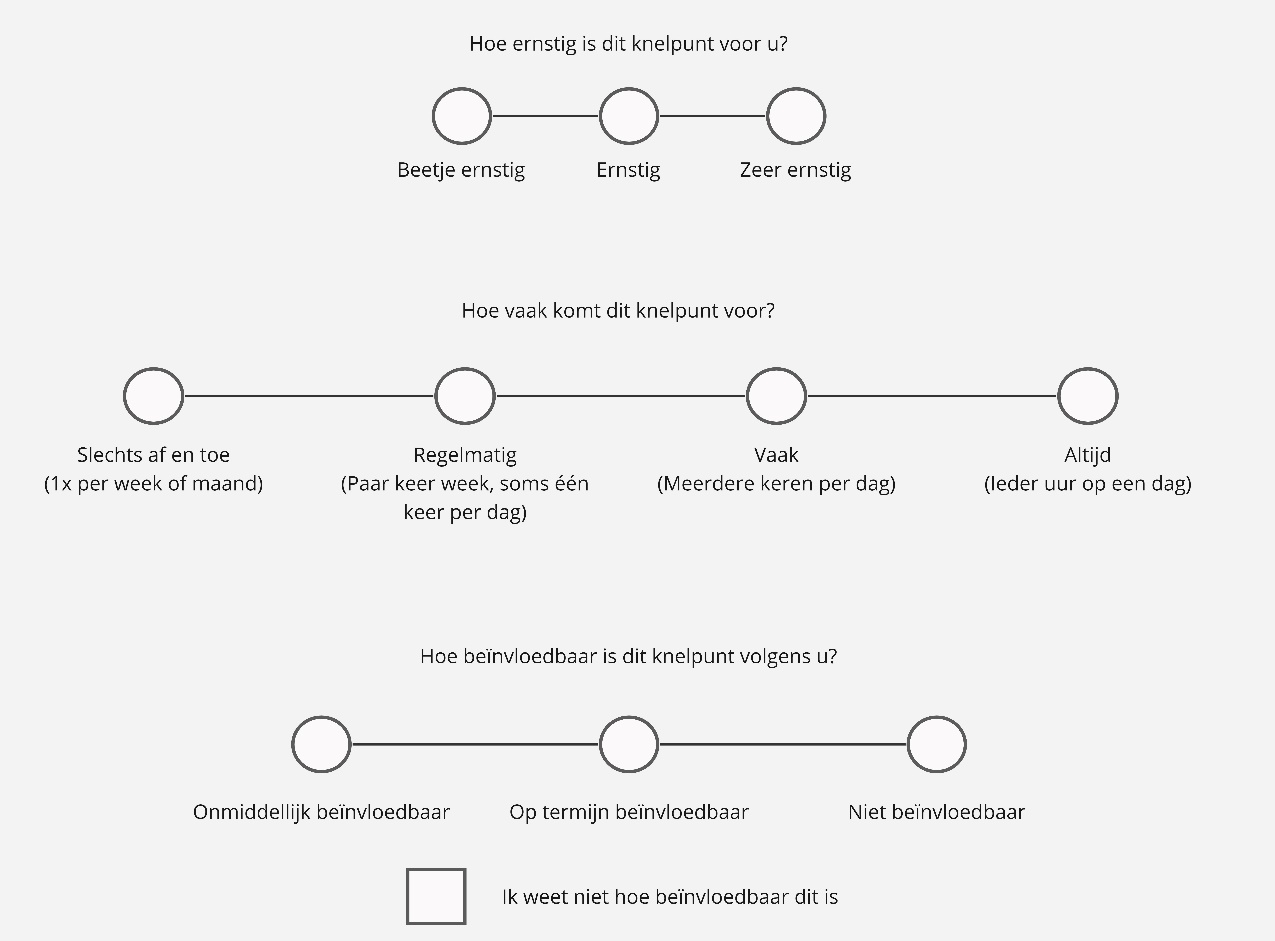 Hoe ernstig is dit knelpunt voor u?
Beetje ernstig Ernstig Zeer ernstig
Hoe vaak komt dit knelpunt voor?
Slechts af en toe Regelmatig Vaak Altijd
(1x per week of maand) (Paar keer week, soms één (Meerdere keren per dag) (Ieder uur op een dag)
keer per dag)
Hoe beïnvloedbaar is dit knelpunt volgens u?
Onmiddellijk beïnvloedbaar Op termijn beïnvloedbaar Niet beïnvloedbaar
Ik weet niet hoe beïnvloedbaar dit is